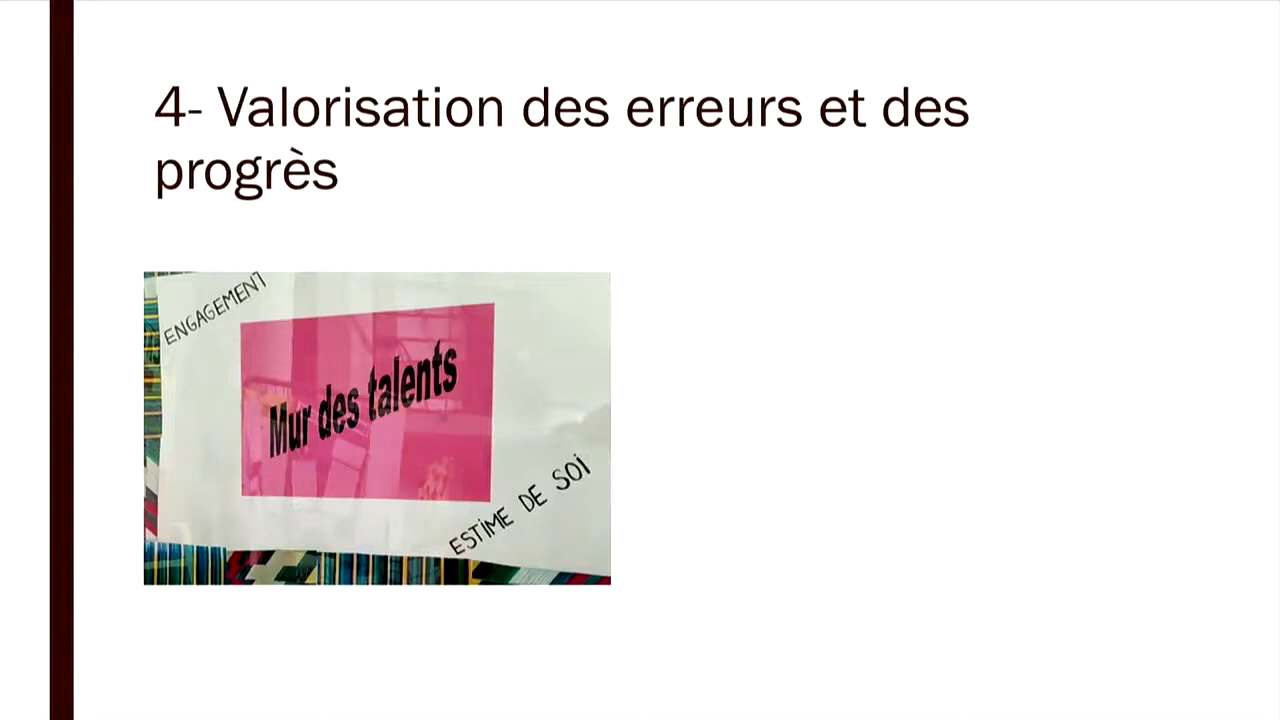 4- Valorisation des erreurs et des
progrès
ENGAGEMENT
Mur des talents
ESTIME DE SOI